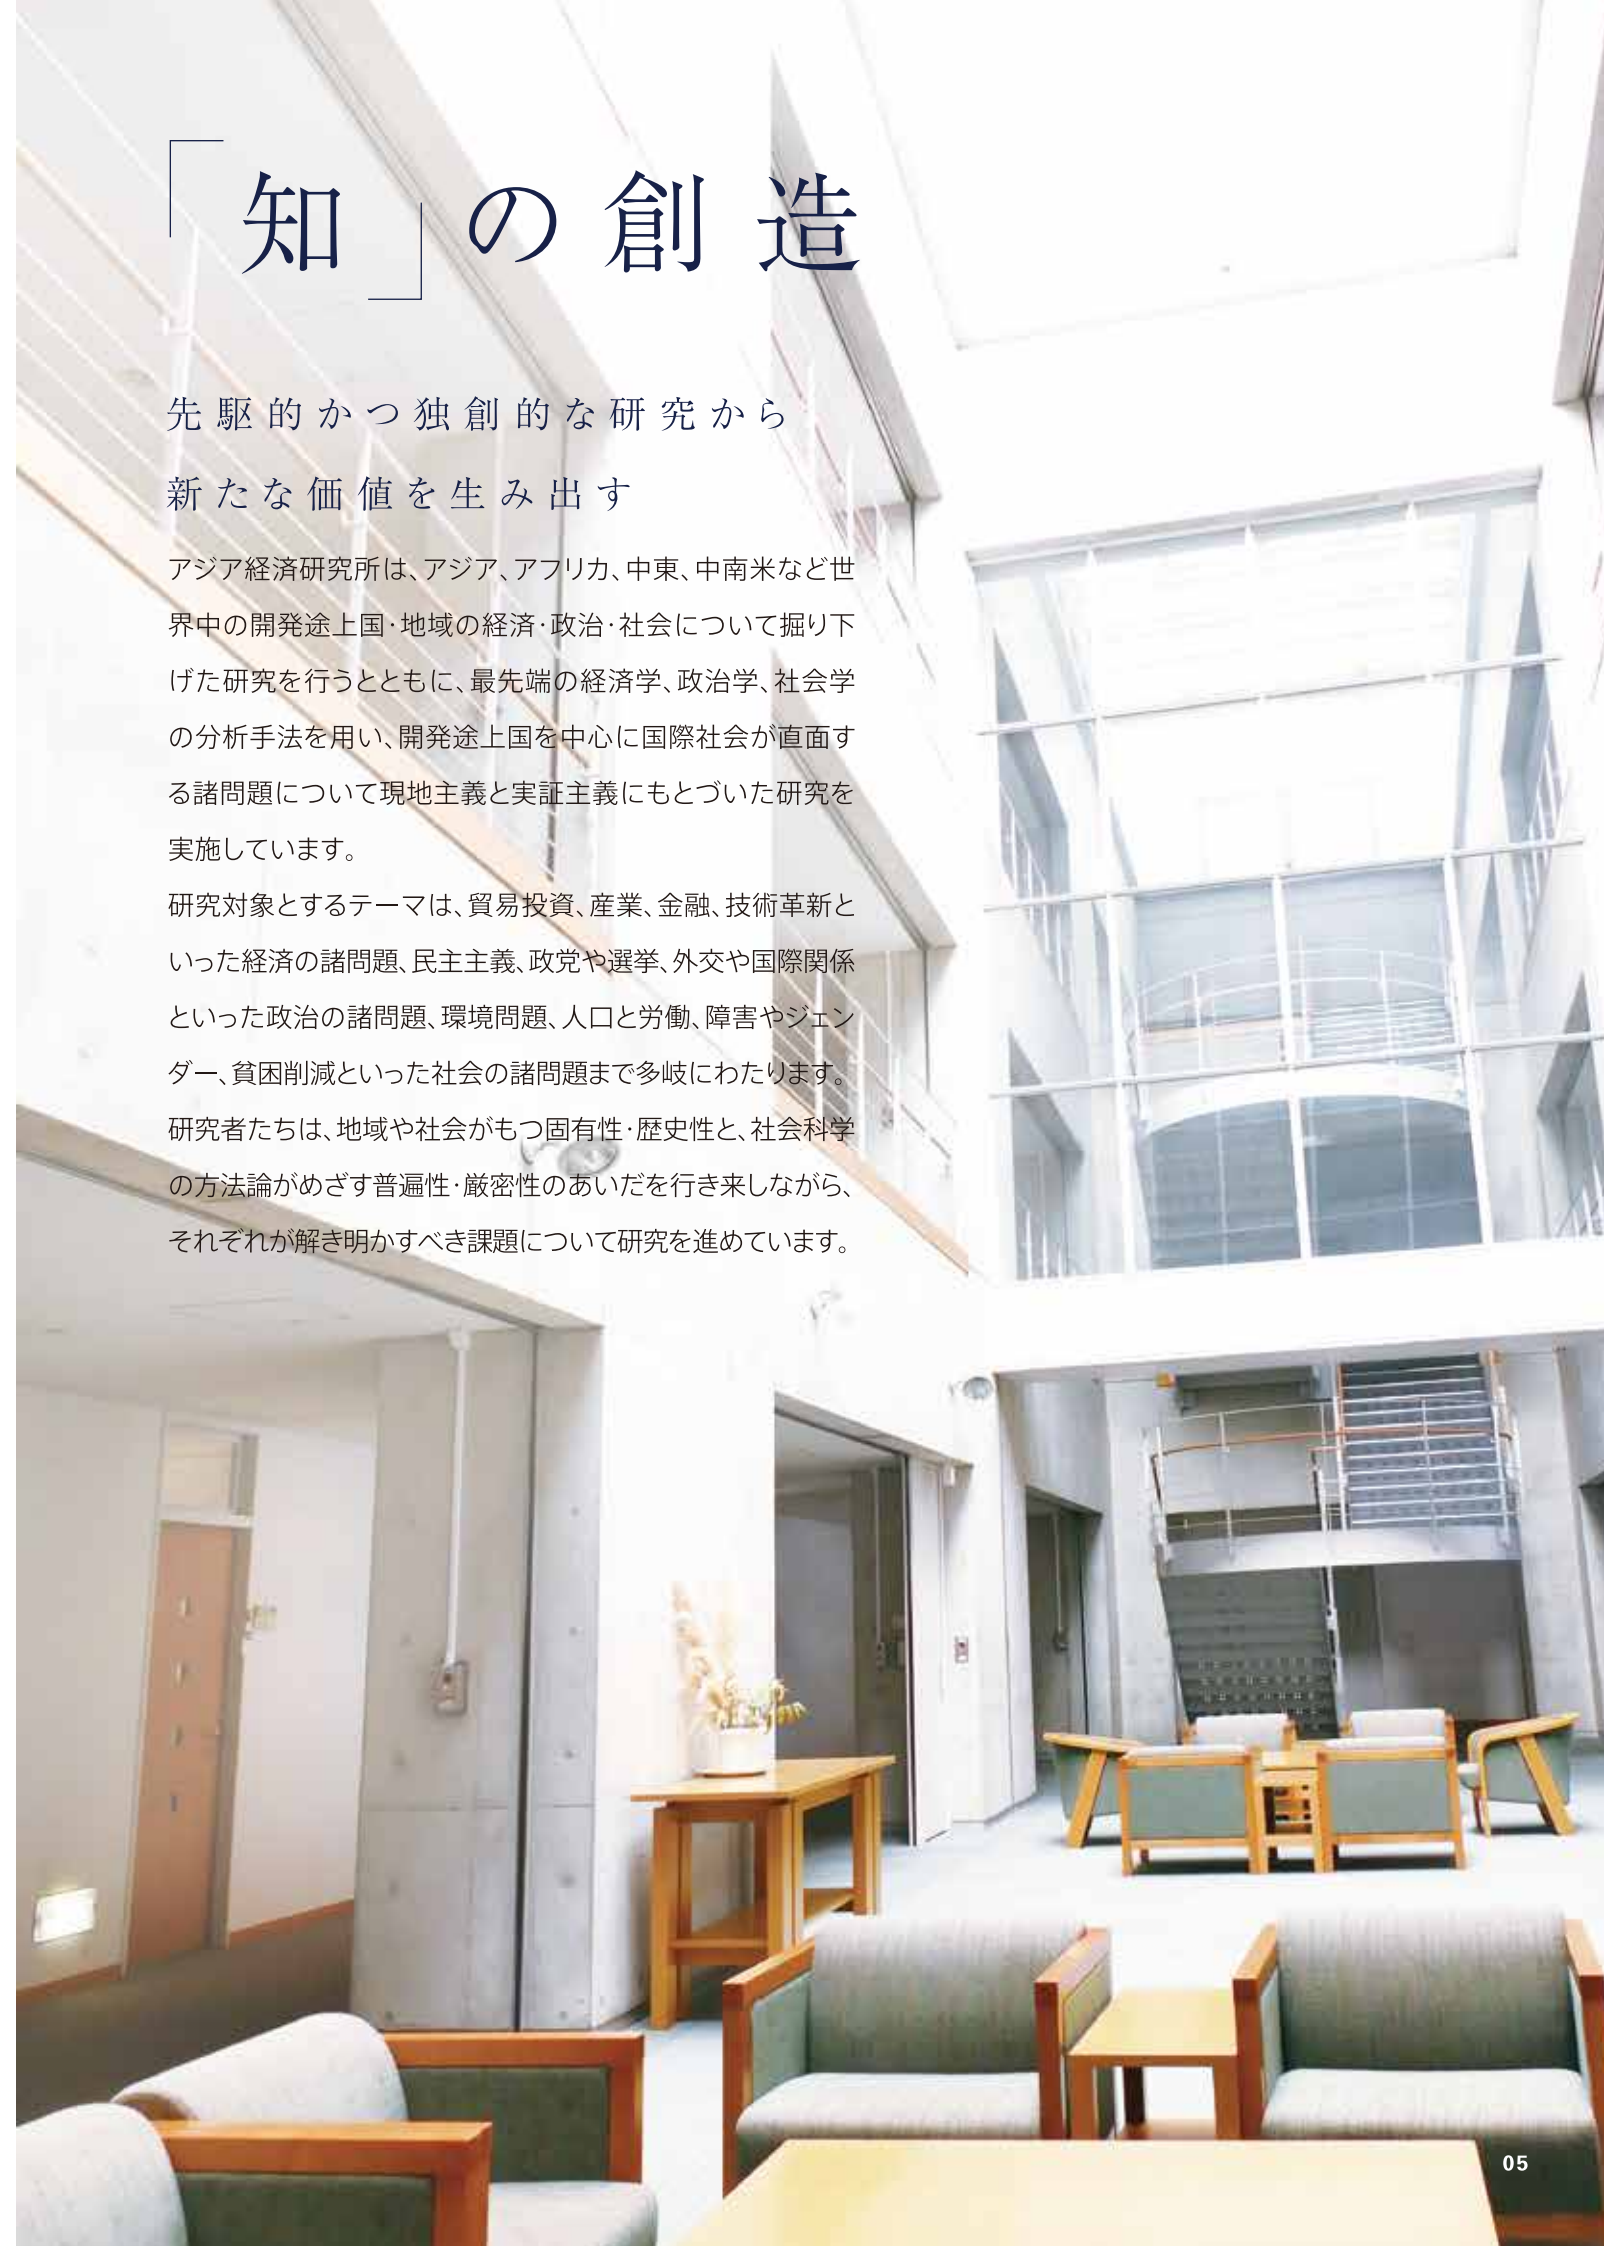 「知」の創造
先駆的かつ独創的な研究から
新たな価値を生み出す
アジア経済研究所は、アジア、アフリカ、中東、中南米など世
界中の開発途上国・地域の経済・政治・社会について掘り下
げた研究を行うとともに、最先端の経済学、政治学、社会学
の分析手法を用い、開発途上国を中心に国際社会が直面す
る諸問題について現地主義と実証主義にもとづいた研究を
実施しています。
研究対象とするテーマは、貿易投資、産業、金融、技術革新と
いった経済の諸問題、民主主義、政党や選挙、外交や国際関係
といった政治の諸問題、環境問題、人口と労働、障害やジェン
ダー、貧困削減といった社会の諸問題まで多岐にわたります。
研究者たちは、地域や社会がもつ固有性・歴史性と、社会科学
の方法論がめざす普遍性・厳密性のあいだを行き来しながら、
それぞれが解き明かすべき課題について研究を進めています。
05